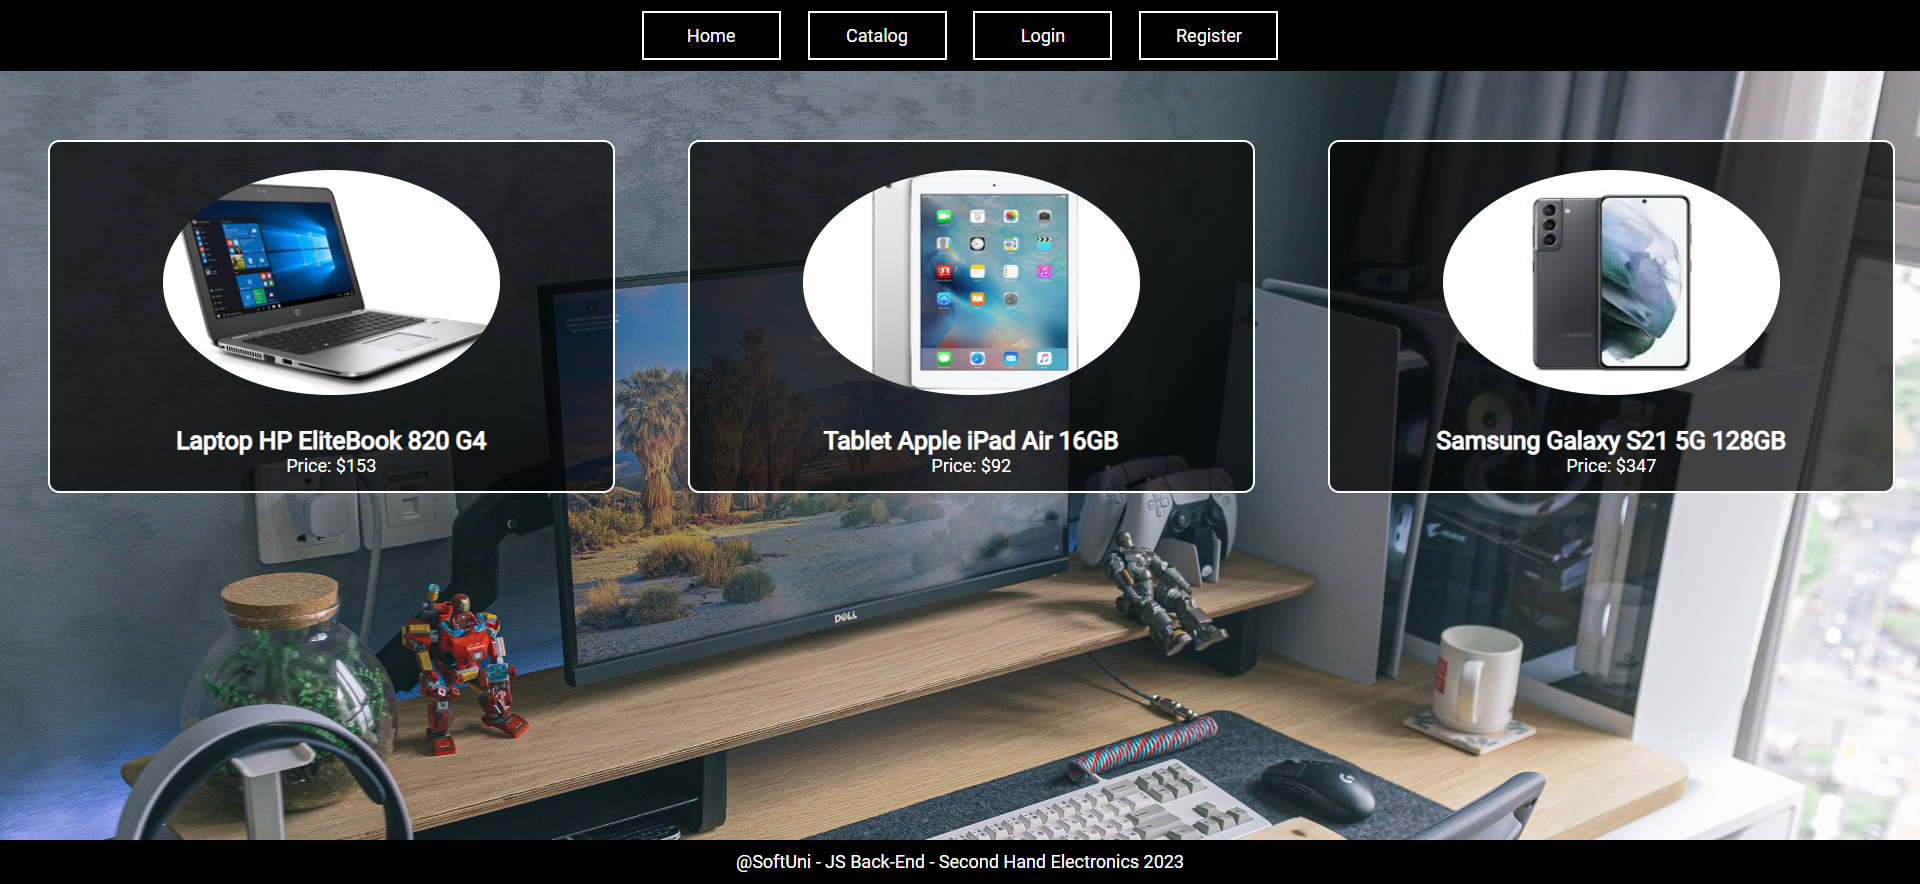 Home
Catalog
Login
Register
Laptop HP EliteBook 820 G4
Price: $153
Tablet Apple iPad Air 16GB
Price: $92
Samsung Galaxy S21 5G 128GB
Price: $347
DELL
@SoftUni - JS Back-End - Second Hand Electronics 2023